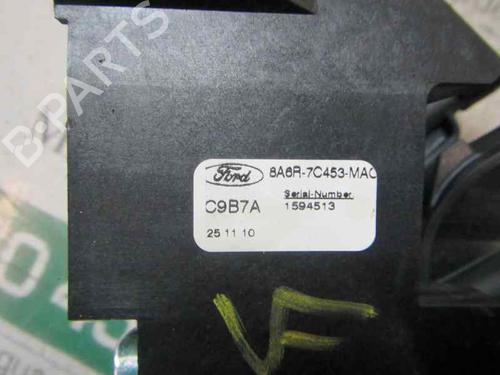 Ford
8A6R-7C453-MAC
Serial-Number
C9B7A
1594513
25 11 10
VF
B-PARTS